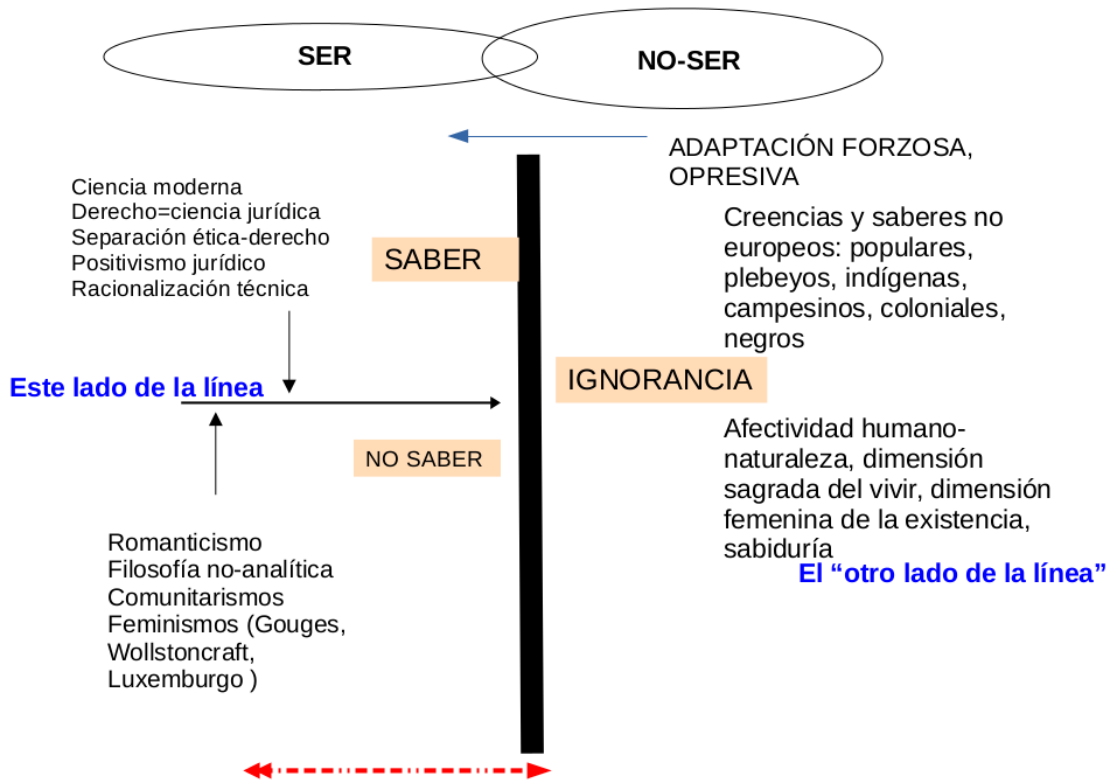 SER
NO-SER
ADAPTACIÓN FORZOSA,
OPRESIVA
Ciencia moderna
Derecho=ciencia jurídica
Separación ética-derecho
Positivismo jurídico
Racionalización técnica
SABER
Creencias y saberes no
europeos: populares,
plebeyos, indígenas,
campesinos, coloniales,
negros
Este lado de la línea
IGNORANCIA
NO SABER
Afectividad humano-
naturaleza, dimensión
sagrada del vivir, dimensión
femenina de la existencia,
sabiduría
El “otro lado de la línea”
Romanticismo
Filosofía no-analítica
Comunitarismos
Feminismos (Gouges,
Wollstoncraft,
Luxemburgo )